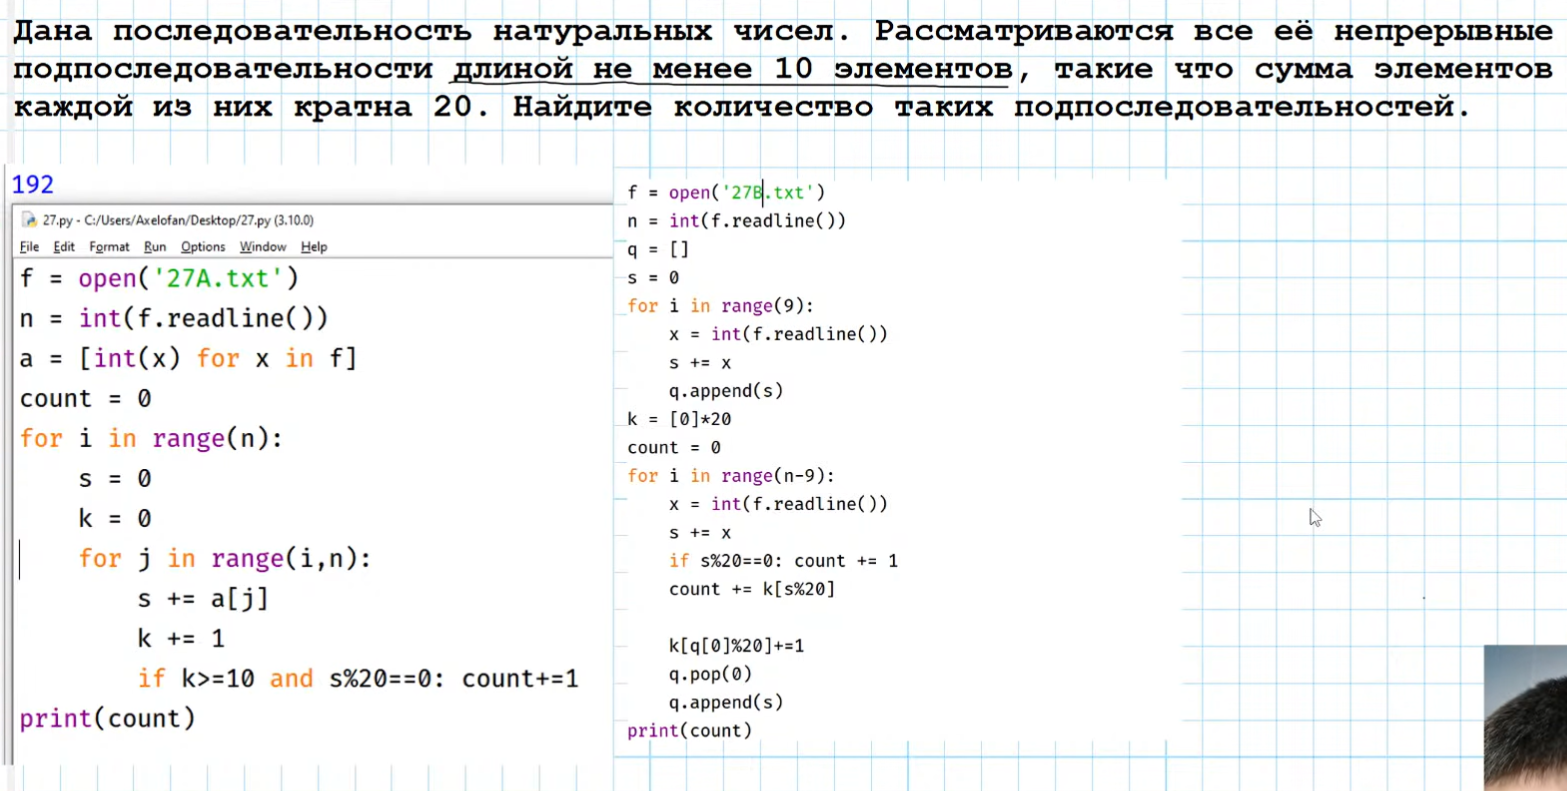 Дана последовательность натуральных чисел. Рассматриваются все её непрерывные
подпоследовательности длиной не менее 10 элементов, такие что сумма элементов
каждой из них кратна 20. Найдите количество таких подпоследовательностей.
192
27.py - C:/Users/Axelofan/Desktop/27.py (3.10.0)
File Edit Format Run Options Window Help
f = open('27A.txt')
n = int(f.readline())
a = [int(x) for x in f]
count = 0
for i in range(n):
    s = 0
    k = 0
    for j in range(i,n):
        s += a[j]
        k += 1
        if k>=10 and s%20==0: count+=1
print(count)
f = open('27B.txt')
n = int(f.readline())
q = []
s = 0
for i in range(9):
    x = int(f.readline())
    s += x
    q.append(s)
k = [0]*20
count = 0
for i in range(n-9):
    x = int(f.readline())
    s += x
    if s%20==0: count += 1
    count += k[s%20]
    k[q[0]%20]+=1
    q.pop(0)
    q.append(s)
print(count)